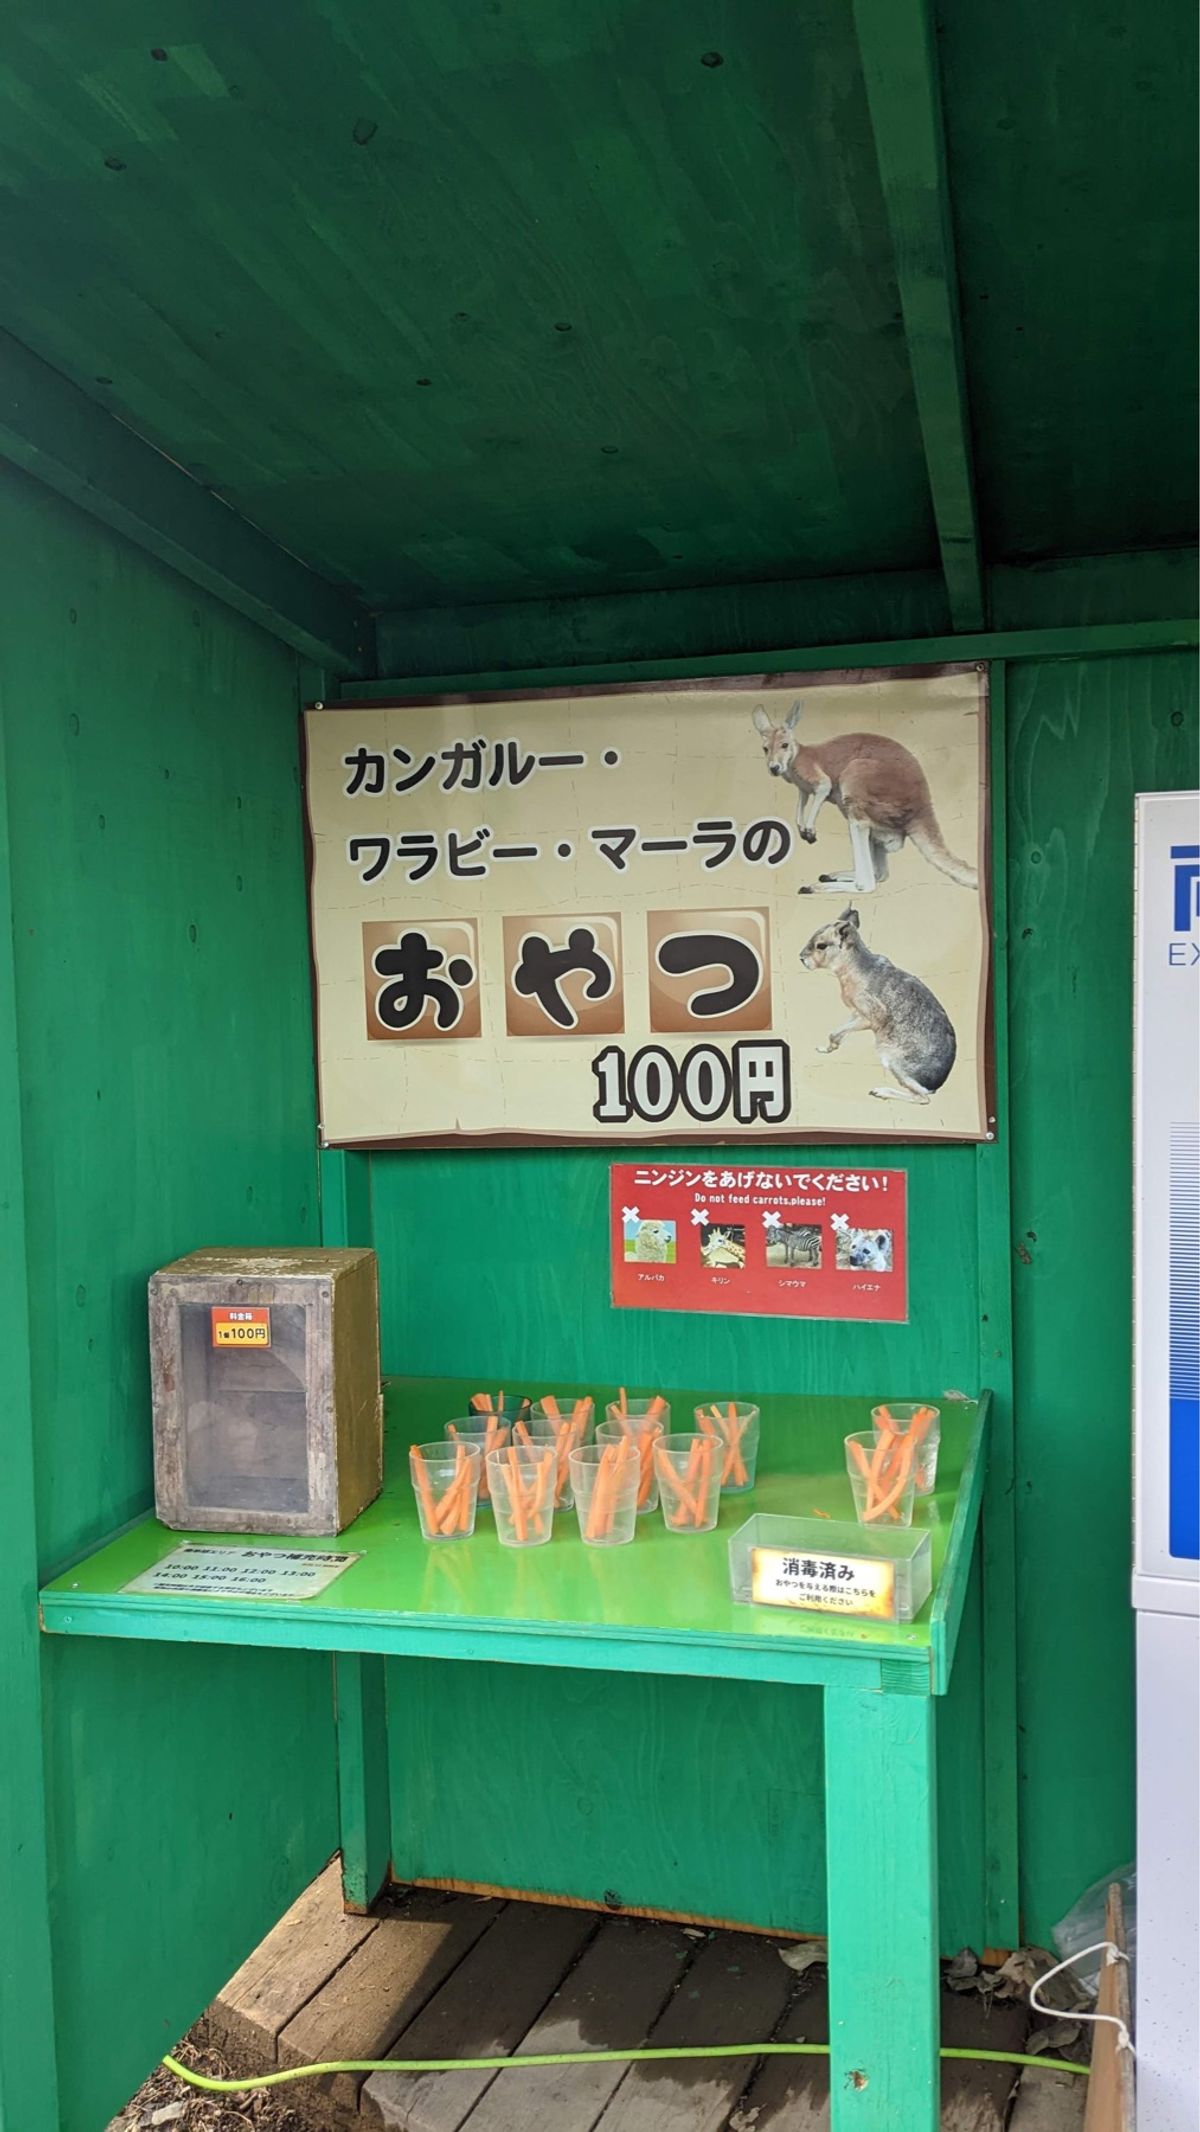 カンガルー・
ワラビー・マーラの
おやつ
100円
ニンジンをあげないでください!
Do not feed carrots,please!
アルパカ
キリン
シマウマ
ハイエナ
料金箱
1個100円
おやつ補充時間
10:00 11:00 12:00 13:00
14:00 15:00 16:00
消毒済み
おやつを与える際はこちらを
ご利用ください
EX